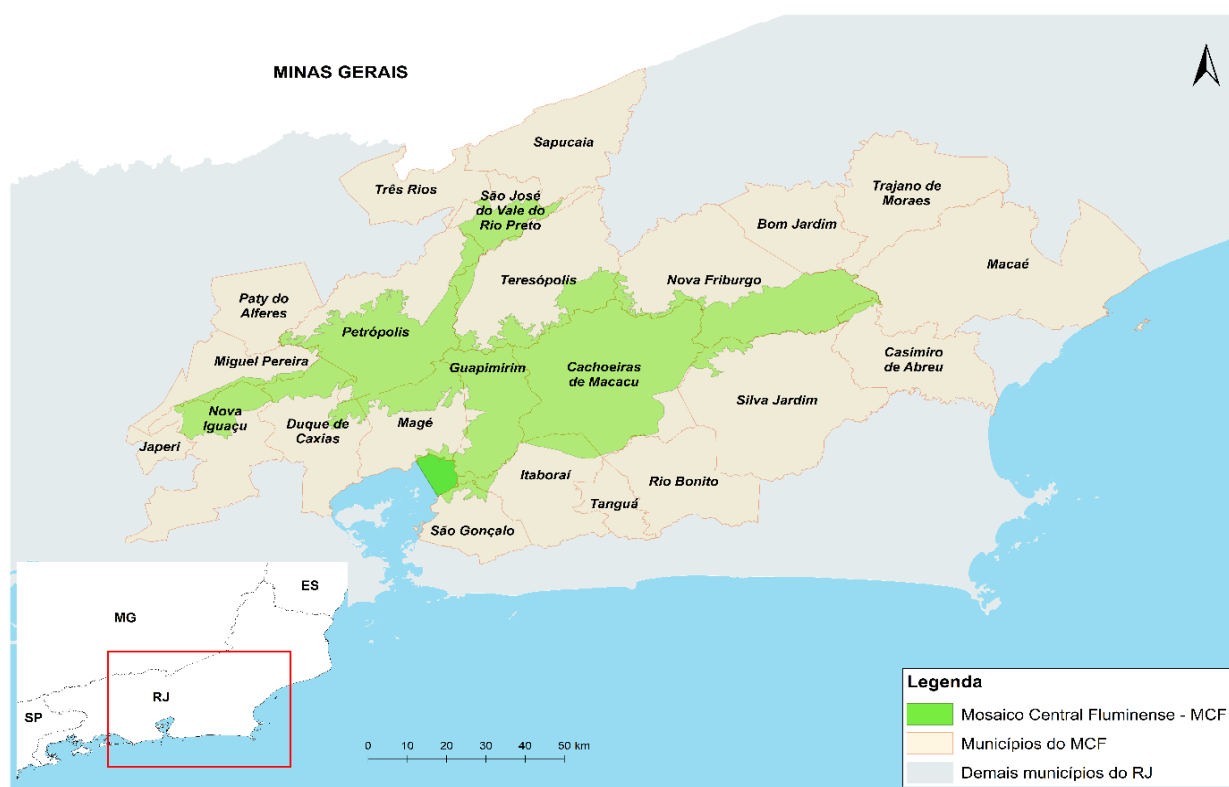 MINAS GERAIS
Sapucaia
Três Rios
São José
do Vale do
Rio Preto
Trajano de
Moraes
Bom Jardim
Macaé
Teresópolis
Nova Friburgo
Paty do
Alferes
Petrópolis
Miguel Pereira
Guapimirim
Cachoeiras
de Macacu
Casimiro
de Abreu
Silva Jardim
Nova
Iguaçu
Duque de
Caxias
Magé
Japeri
Itaboraí
Rio Bonito
Tanguá
São Gonçalo
ES
MG
RJ
SP
0 10 20 30 40 50 km
Legenda
Mosaico Central Fluminense - MCF
Municípios do MCF
Demais municípios do RJ